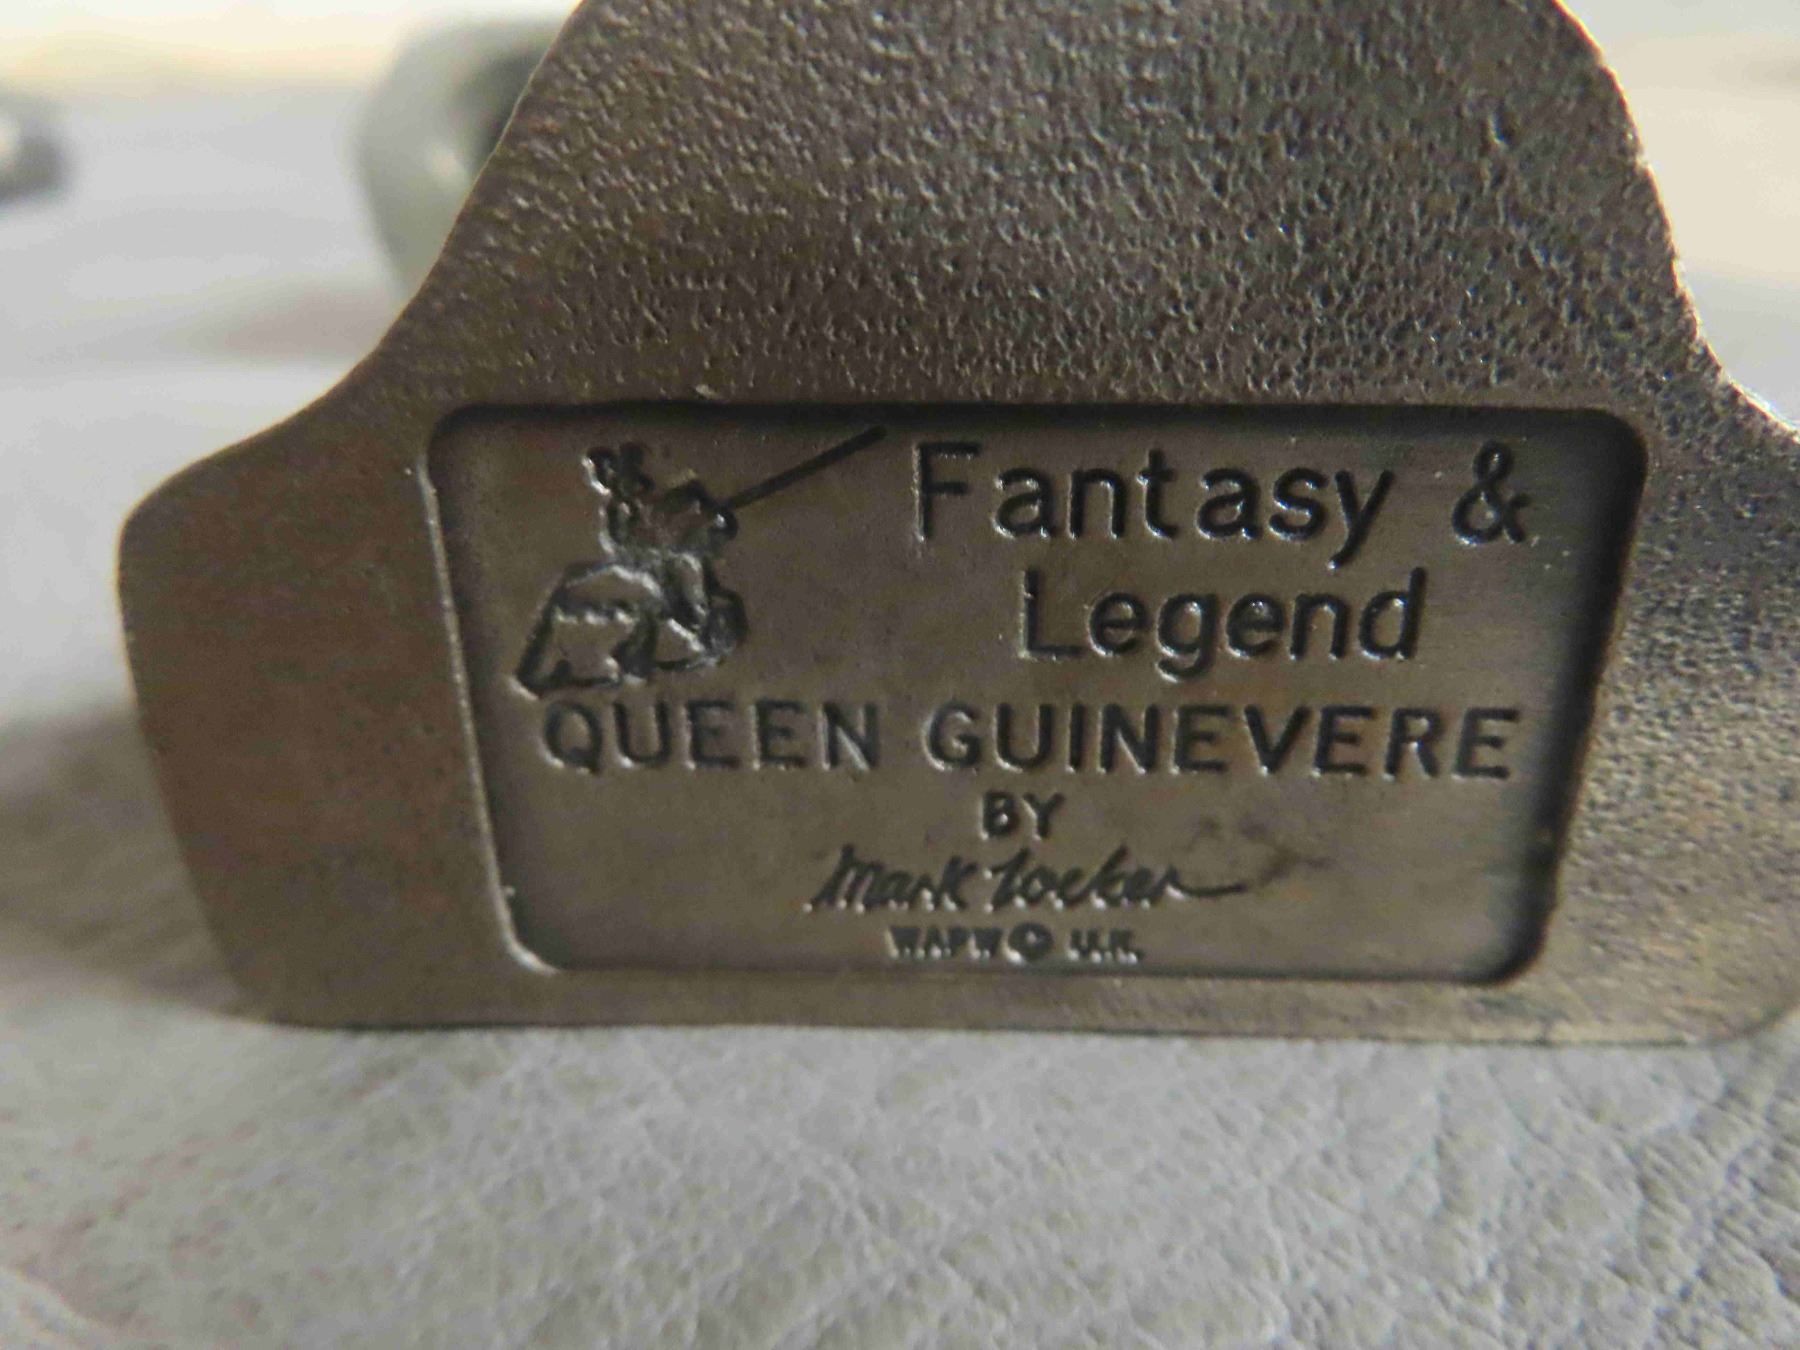 Fantasy &
Legend
QUEEN GUINEVERE
BY
Mark Locker
WAPW © U.K.